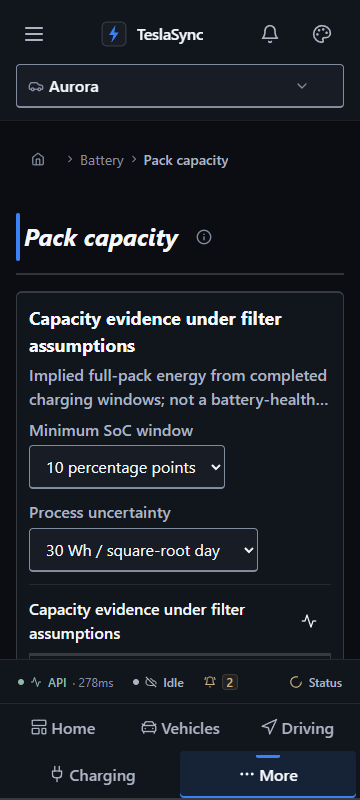 TeslaSync
Aurora
Battery
Pack capacity
Pack capacity
Capacity evidence under filter
assumptions
Implied full-pack energy from completed
charging windows; not a battery-health...
Minimum SoC window
10 percentage points
Process uncertainty
30 Wh / square-root day
Capacity evidence under filter
assumptions
API · 278ms
Idle
2
Status
Home
Vehicles
Driving
Charging
More